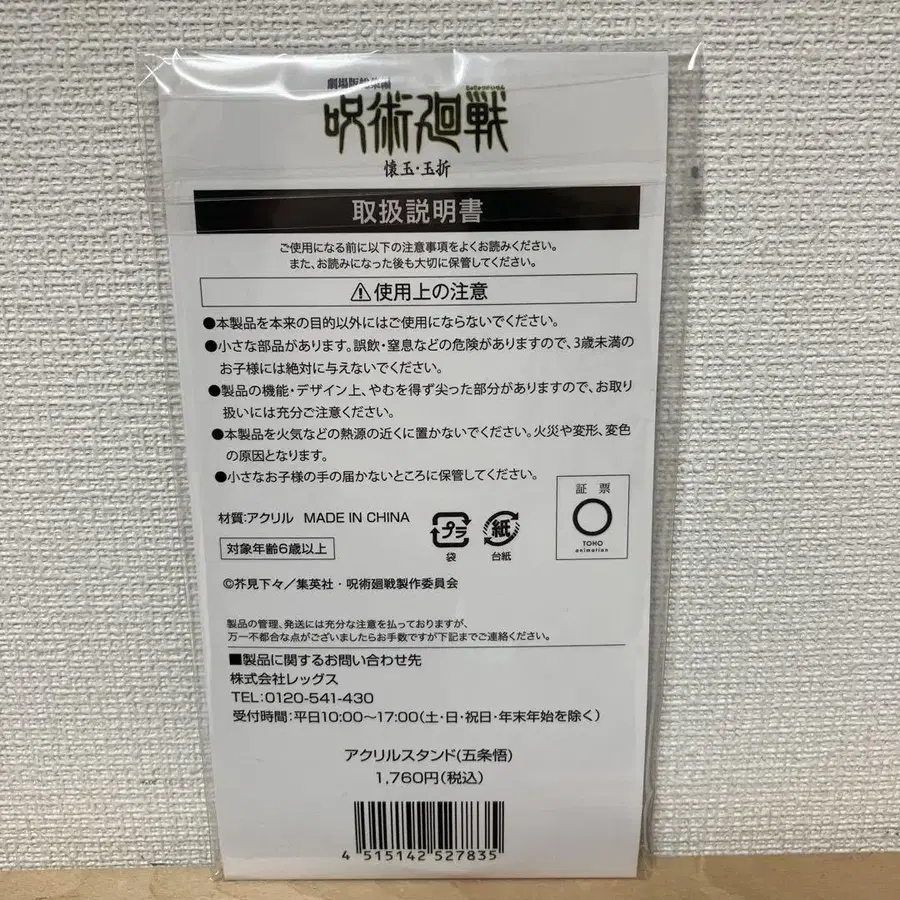 劇場版総集編
じゅじゅつかいせん
呪術廻戦
懐玉・玉折
取扱説明書
ご使用になる前に以下の注意事項をよくお読みください。
また、お読みになった後も大切に保管してください。
⚠使用上の注意
●本製品を本来の目的以外にはご使用にならないでください。
●小さな部品があります。誤飲・窒息などの危険がありますので、3歳未満の
お子様には絶対に与えないでください。
●製品の機能・デザイン上、やむを得ず尖った部分がありますので、お取り
扱いには充分ご注意ください。
●本製品を火気などの熱源の近くに置かないでください。火災や変形、変色
の原因となります。
●小さなお子様の手の届かないところに保管してください。
材質:アクリル MADE IN CHINA
対象年齢6歳以上
プラ
袋
紙
台紙
証票
TOHO
animation
©芥見下々／集英社・呪術廻戦製作委員会
製品の管理、発送には充分な注意を払っておりますが、
万一不都合な点がございましたらお手数ですが下記までご連絡ください。
■製品に関するお問い合わせ先
株式会社レッグス
TEL:0120-541-430
受付時間:平日10:00〜17:00(土・日・祝日・年末年始を除く)
アクリルスタンド(五条悟)
1,760円(税込)
4 515142 527835